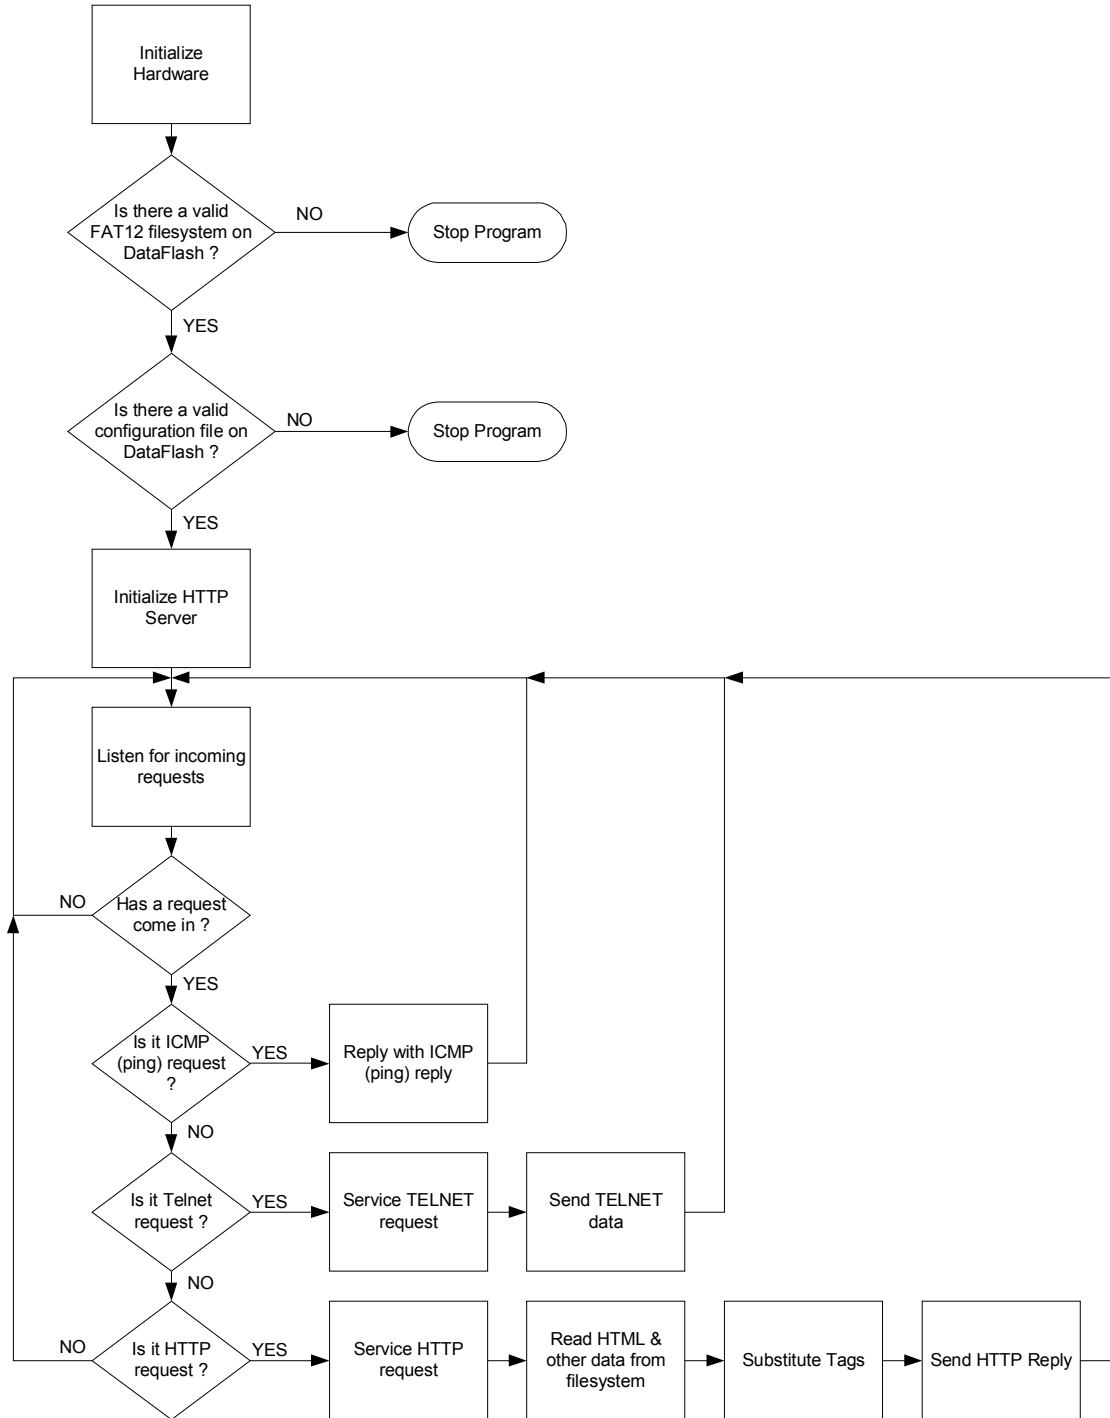 Initialize
Hardware
Is there a valid
FAT12 filesystem on
DataFlash ?
NO
Stop Program
YES
Is there a valid
configuration file on
DataFlash ?
NO
Stop Program
YES
Initialize HTTP
Server
Listen for incoming
requests
NO
Has a request
come in ?
YES
Is it ICMP
(ping) request
?
YES
Reply with ICMP
(ping) reply
NO
Is it Telnet
request ?
YES
Service TELNET
request
Send TELNET
data
NO
NO
Is it HTTP
request ?
YES
Service HTTP
request
Read HTML &
other data from
filesystem
Substitute Tags
Send HTTP Reply